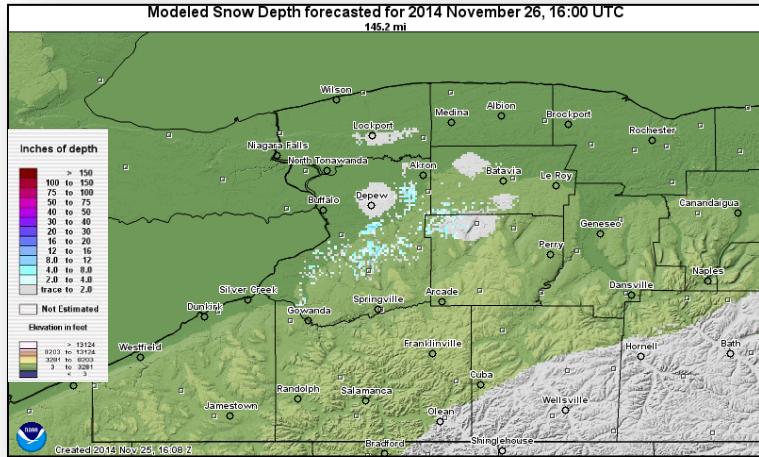 Modeled Snow Depth forecasted for 2014 November 26, 16:00 UTC
145.2 mi
Wilson
Medina
Albion
Brockport
Lockport
Rochester
Niagara Falls
North Tonawanda
Akron
Batavia
Le Roy
Buffalo
Depew
Canandaigua
Geneseo
Perry
Naples
Dansville
Silver Creek
Arcade
Springville
Gowanda
Dunkirk
Westfield
Franklinville
Hornell
Bath
Cuba
Randolph
Salamanca
Wellsville
Jamestown
Olean
Bradford
Shinglehouse
Inches of depth
> 150
100 to 150
75 to 100
50 to 75
40 to 50
30 to 40
20 to 30
16 to 20
12 to 16
8.0 to 12
4.0 to 8.0
2.0 to 4.0
trace to 2.0
Not Estimated
Elevation in feet
> 13124
8203 to 13124
3281 to 8203
3 to 3281
< 3
NOAA
Created 2014 Nov 25, 16:08 Z